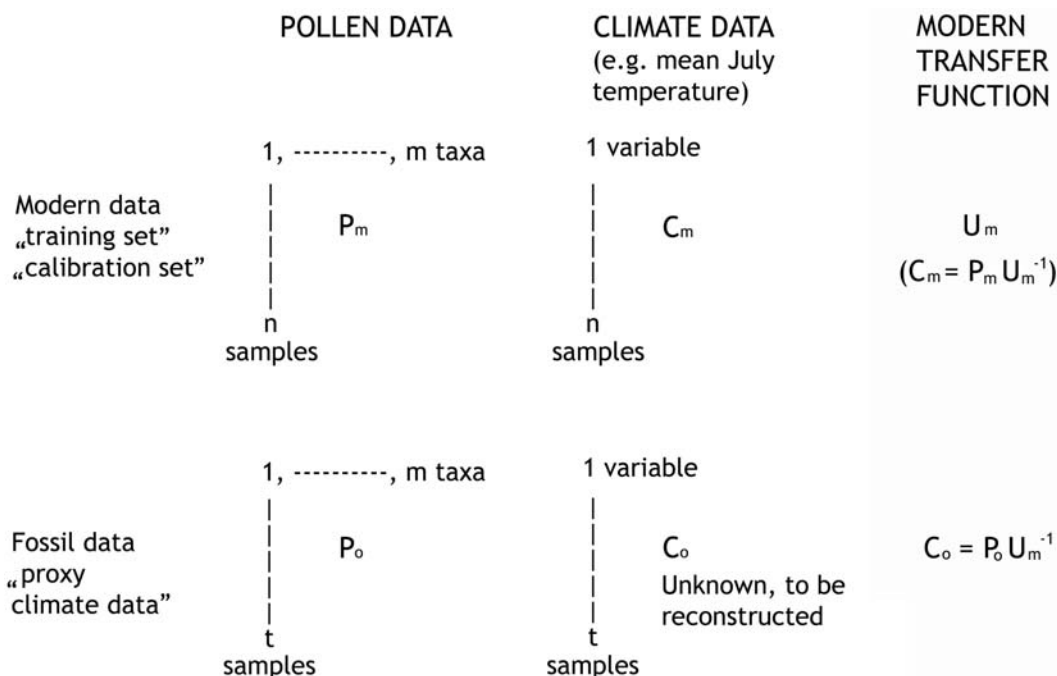 POLLEN DATA
CLIMATE DATA
(e.g. mean July
temperature)
MODERN
TRANSFER
FUNCTION
1, ----------, m taxa
1 variable
Modern data
„training set”
„calibration set”
Pₘ
Cₘ
Uₘ
(Cₘ = Pₘ Uₘ⁻¹)
n
samples
n
samples
1, ----------, m taxa
1 variable
Fossil data
„proxy
climate data”
Pₒ
Cₒ
Unknown, to be
reconstructed
Cₒ = Pₒ Uₘ⁻¹
t
samples
t
samples